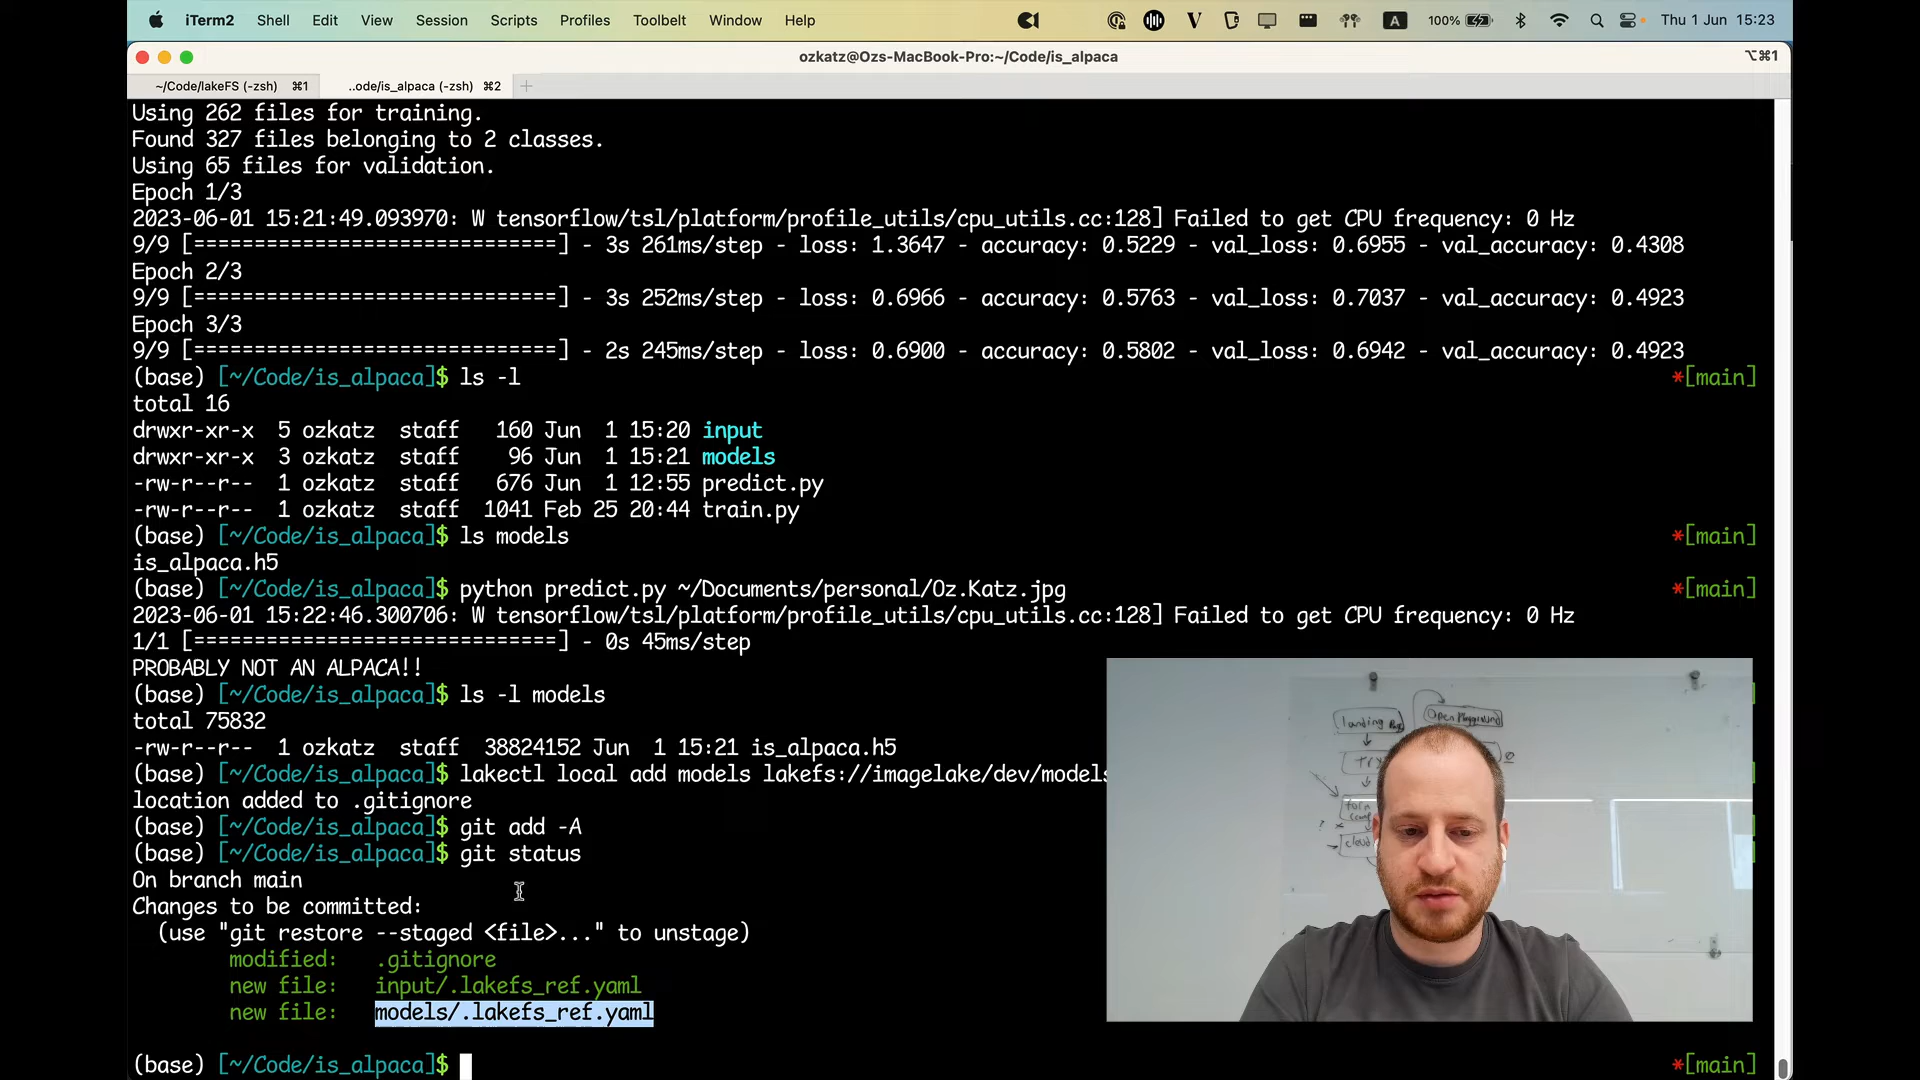 iTerm2 Shell Edit View Session Scripts Profiles Toolbelt Window Help A 100% Thu 1 Jun 15:23
ozkatz@Ozs-MacBook-Pro:~/Code/is_alpaca ⌥⌘1
~/Code/lakeFS (-zsh) ⌘1 ..ode/is_alpaca (-zsh) ⌘2 +
Using 262 files for training.
Found 327 files belonging to 2 classes.
Using 65 files for validation.
Epoch 1/3
2023-06-01 15:21:49.093970: W tensorflow/tsl/platform/profile_utils/cpu_utils.cc:128] Failed to get CPU frequency: 0 Hz
9/9 [==============================] - 3s 261ms/step - loss: 1.3647 - accuracy: 0.5229 - val_loss: 0.6955 - val_accuracy: 0.4308
Epoch 2/3
9/9 [==============================] - 3s 252ms/step - loss: 0.6966 - accuracy: 0.5763 - val_loss: 0.7037 - val_accuracy: 0.4923
Epoch 3/3
9/9 [==============================] - 2s 245ms/step - loss: 0.6900 - accuracy: 0.5802 - val_loss: 0.6942 - val_accuracy: 0.4923
(base) [~/Code/is_alpaca]$ ls -l *[main]
total 16
drwxr-xr-x 5 ozkatz staff 160 Jun 1 15:20 input
drwxr-xr-x 3 ozkatz staff 96 Jun 1 15:21 models
-rw-r--r-- 1 ozkatz staff 676 Jun 1 12:55 predict.py
-rw-r--r-- 1 ozkatz staff 1041 Feb 25 20:44 train.py
(base) [~/Code/is_alpaca]$ ls models *[main]
is_alpaca.h5
(base) [~/Code/is_alpaca]$ python predict.py ~/Documents/personal/Oz.Katz.jpg *[main]
2023-06-01 15:22:46.300706: W tensorflow/tsl/platform/profile_utils/cpu_utils.cc:128] Failed to get CPU frequency: 0 Hz
1/1 [==============================] - 0s 45ms/step
PROBABLY NOT AN ALPACA!!
(base) [~/Code/is_alpaca]$ ls -l models
total 75832
-rw-r--r-- 1 ozkatz staff 38824152 Jun 1 15:21 is_alpaca.h5
(base) [~/Code/is_alpaca]$ lakectl local add models lakefs://imagelake/dev/models
location added to .gitignore
(base) [~/Code/is_alpaca]$ git add -A
(base) [~/Code/is_alpaca]$ git status
On branch main
Changes to be committed:
(use "git restore --staged <file>..." to unstage)
modified: .gitignore
new file: input/.lakefs_ref.yaml
new file: models/.lakefs_ref.yaml
(base) [~/Code/is_alpaca]$ *[main]
landing
Open Playground
try
cloud